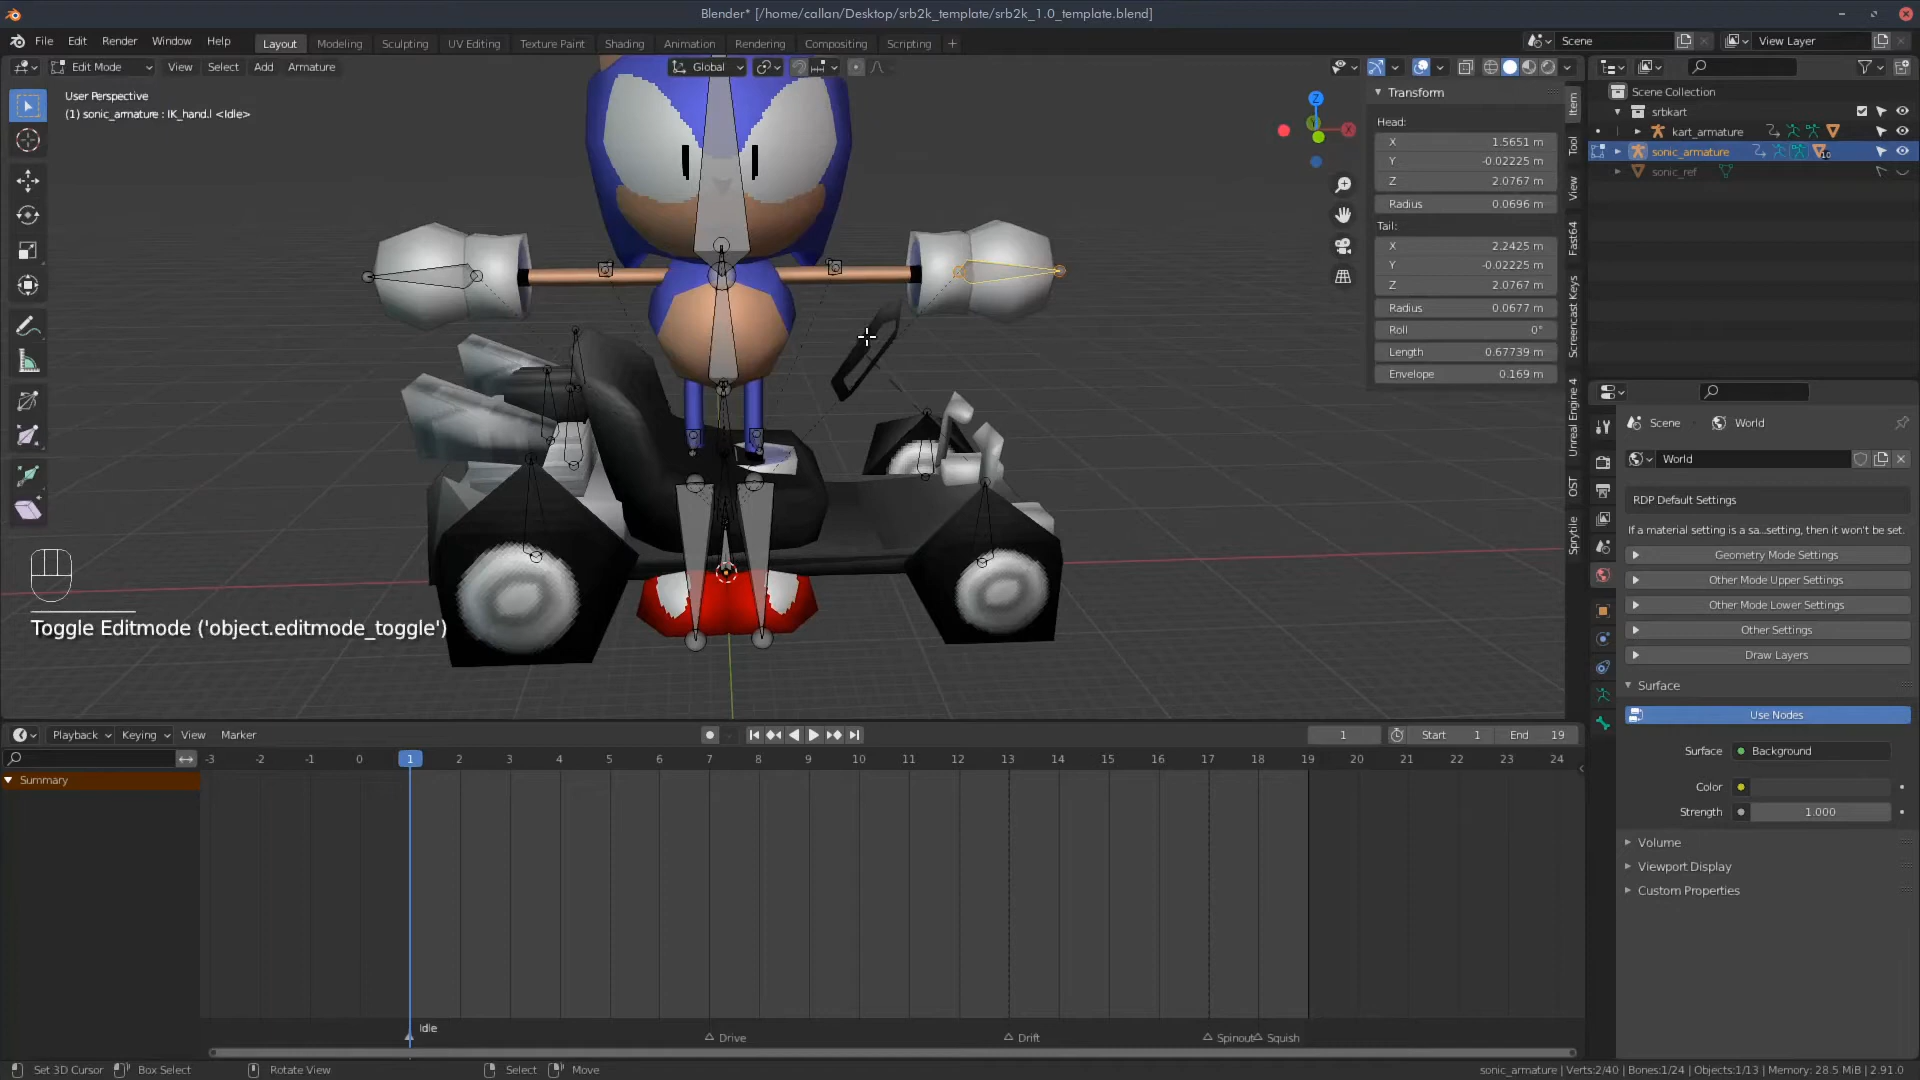 Blender* [/home/callan/Desktop/srb2k_template/srb2k_1.0_template.blend]
File Edit Render Window Help Layout Modeling Sculpting UV Editing Texture Paint Shading Animation Rendering Compositing Scripting + Scene View Layer
Edit Mode View Select Add Armature Global
User Perspective
(1) sonic_armature : IK_hand.l <Idle>
Transform
Head:
X 1.5651 m
Y -0.02225 m
Z 2.0767 m
Radius 0.0696 m
Tail:
X 2.2425 m
Y -0.02225 m
Z 2.0767 m
Radius 0.0677 m
Roll 0°
Length 0.67739 m
Envelope 0.169 m
Z
X
Item
Tool
View
Fast64
Screencast Keys
Unreal Engine 4
OST
Sprytile
Scene Collection
srbkart
kart_armature
sonic_armature 10
sonic_ref
Scene World
World
RDP Default Settings
If a material setting is a sa...setting, then it won't be set.
Geometry Mode Settings
Other Mode Upper Settings
Other Mode Lower Settings
Other Settings
Draw Layers
Surface
Use Nodes
Surface Background
Color
Strength 1.000
Volume
Viewport Display
Custom Properties
Toggle Editmode ('object.editmode_toggle')
Playback Keying View Marker 1 Start 1 End 19
-3 -2 -1 0 1 2 3 4 5 6 7 8 9 10 11 12 13 14 15 16 17 18 19 20 21 22 23 24
Summary
Idle
Drive Drift Spinout Squish
Set 3D Cursor Box Select Rotate View Select Move sonic_armature | Verts:2/40 | Bones:1/24 | Objects:1/13 | Memory: 28.5 MiB | 2.91.0